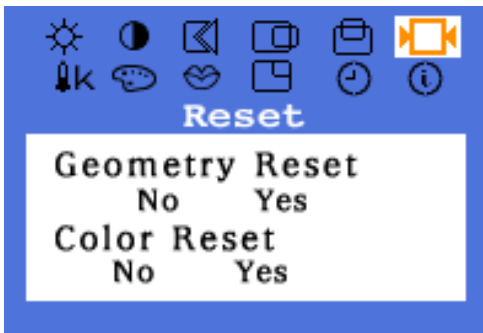 K
Reset
Geometry Reset
No Yes
Color Reset
No Yes